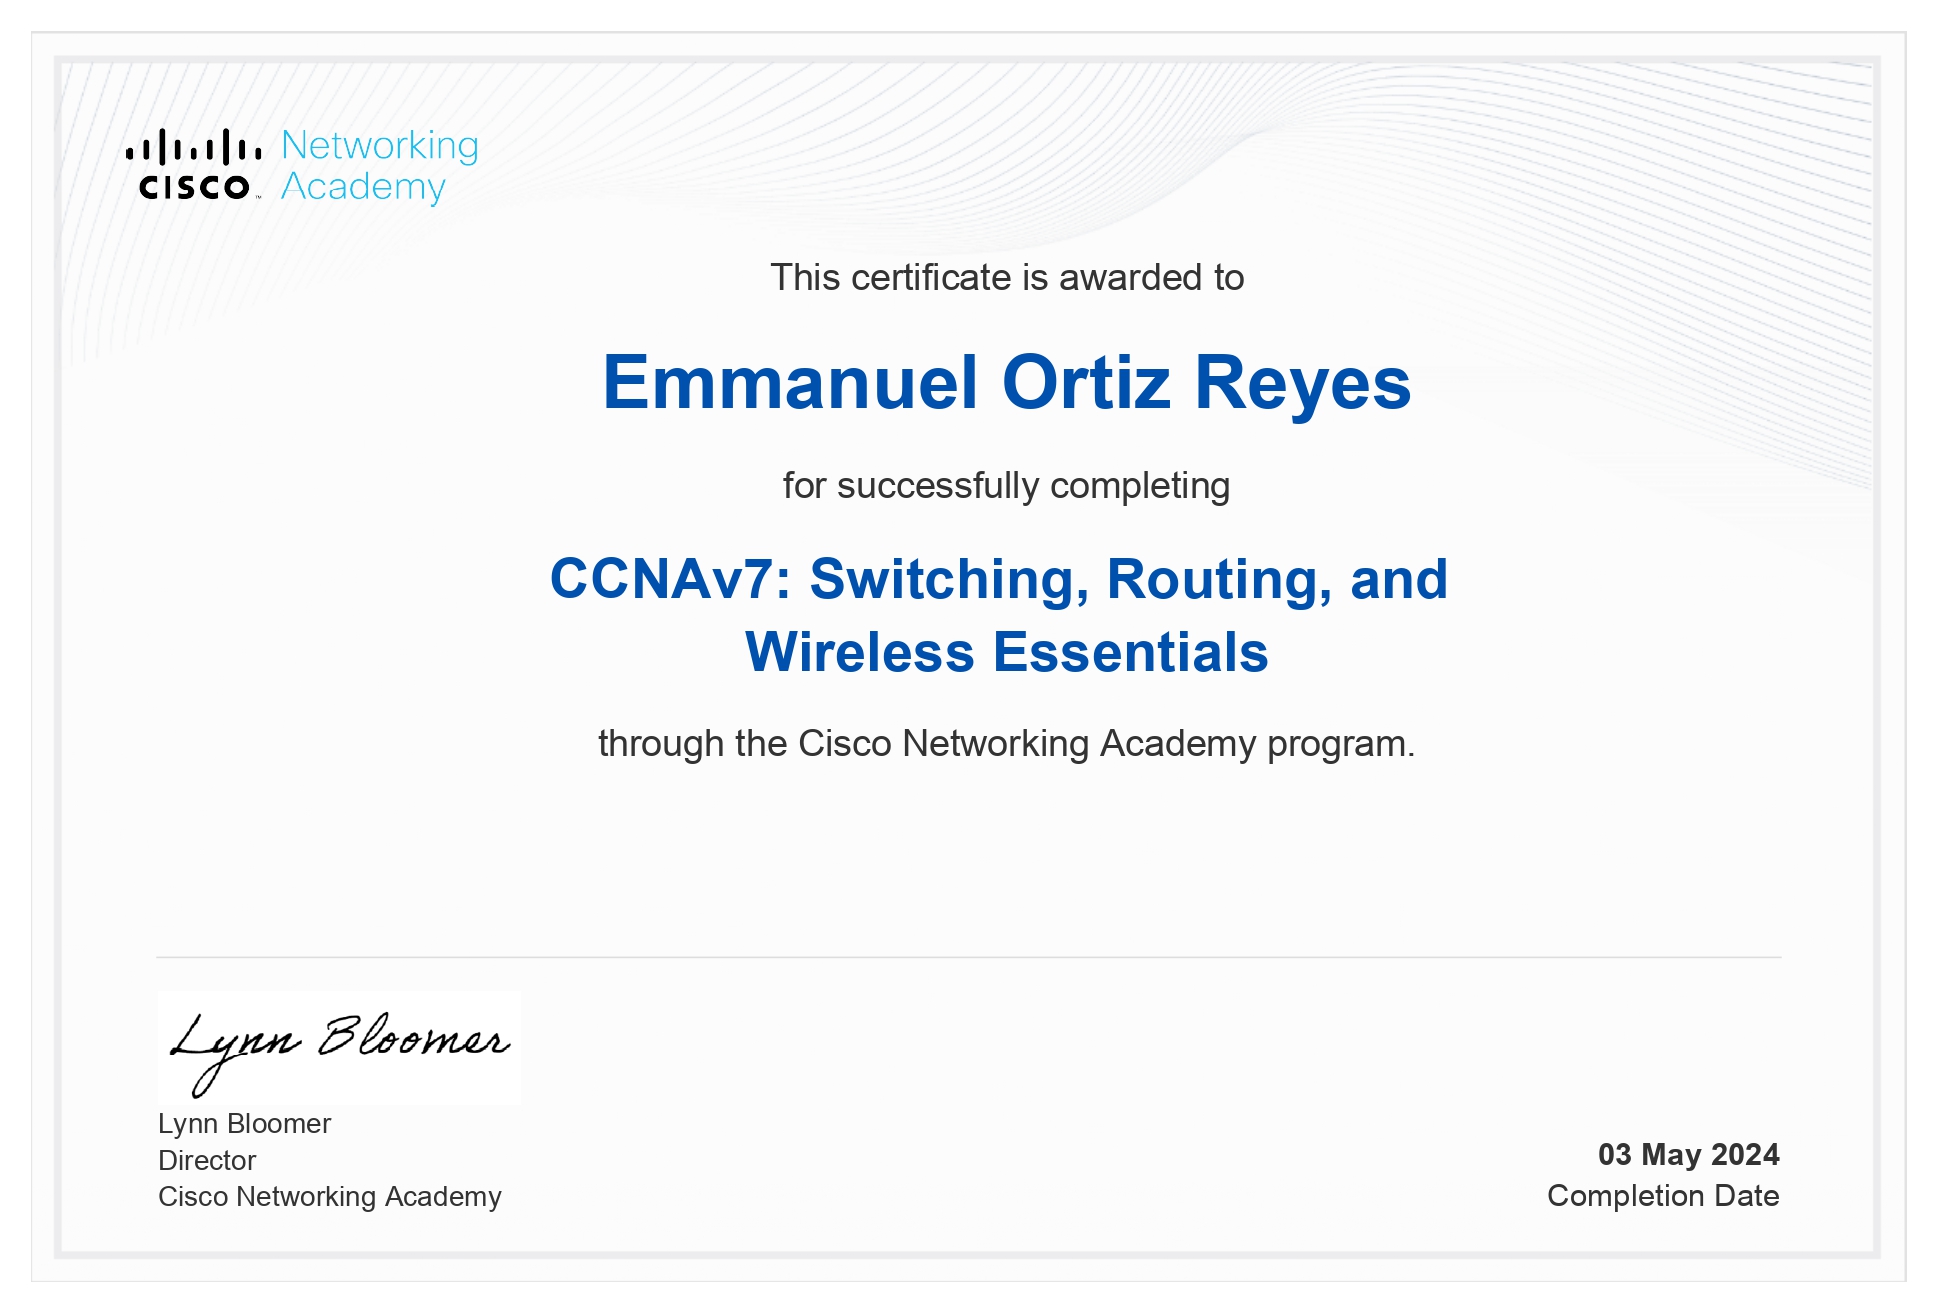 Networking
CISCO™ Academy
This certificate is awarded to
Emmanuel Ortiz Reyes
for successfully completing
CCNAv7: Switching, Routing, and
Wireless Essentials
through the Cisco Networking Academy program.
Lynn Bloomer
Lynn Bloomer
Director
Cisco Networking Academy
03 May 2024
Completion Date